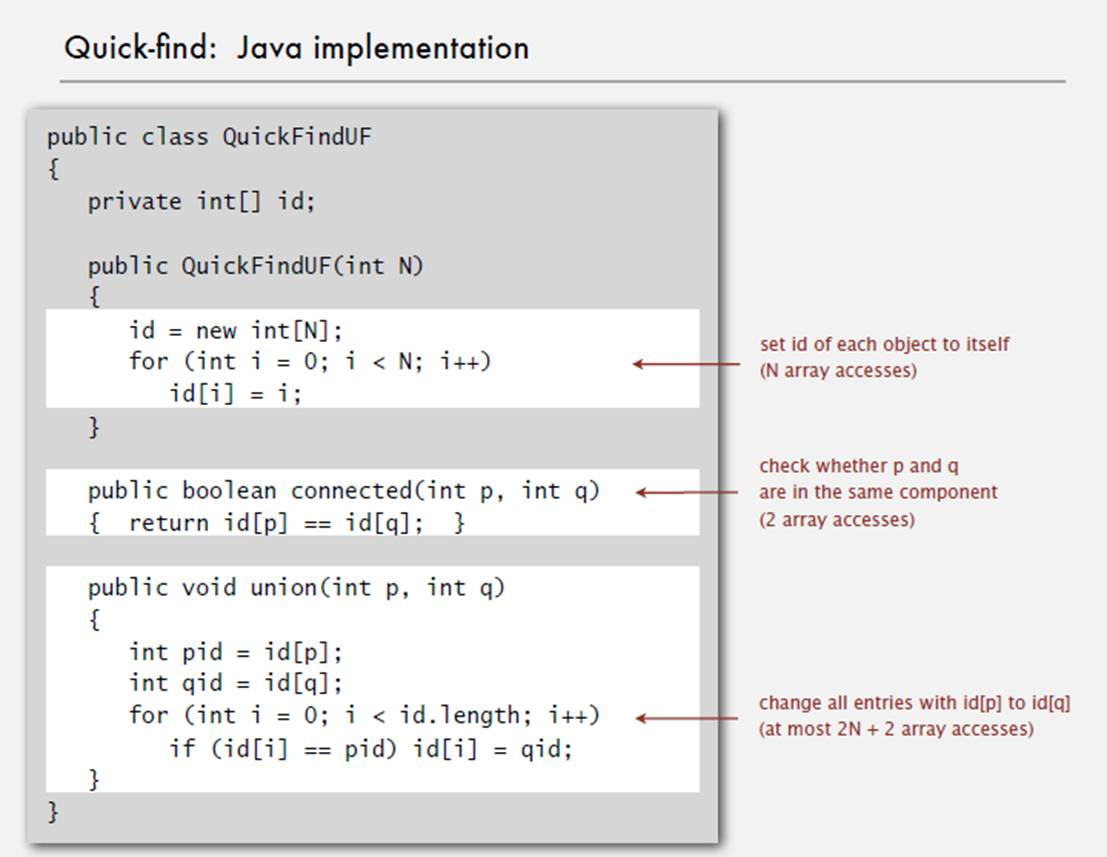 Quick-find: Java implementation
public class QuickFindUF
{
private int[] id;
public QuickFindUF(int N)
{
id = new int[N];
for (int i = 0; i < N; i++)
id[i] = i;
}
set id of each object to itself
(N array accesses)
public boolean connected(int p, int q)
{ return id[p] == id[q]; }
check whether p and q
are in the same component
(2 array accesses)
public void union(int p, int q)
{
int pid = id[p];
int qid = id[q];
for (int i = 0; i < id.length; i++)
if (id[i] == pid) id[i] = qid;
}
}
change all entries with id[p] to id[q]
(at most 2N + 2 array accesses)